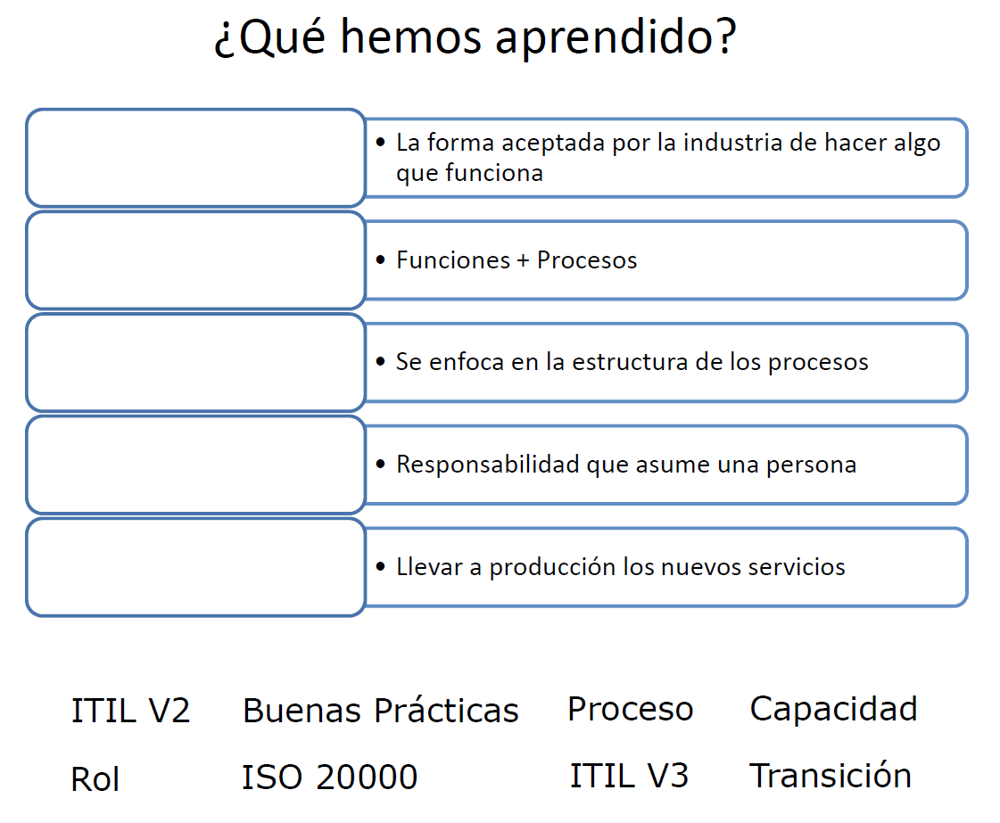 ¿Qué hemos aprendido?
• La forma aceptada por la industria de hacer algo
que funciona
• Funciones + Procesos
• Se enfoca en la estructura de los procesos
• Responsabilidad que asume una persona
• Llevar a producción los nuevos servicios
ITIL V2 Buenas Prácticas Proceso Capacidad
Rol ISO 20000 ITIL V3 Transición